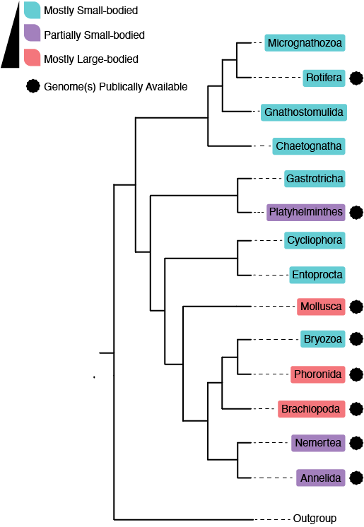 Mostly Small-bodied
Partially Small-bodied
Mostly Large-bodied
Genome(s) Publically Available
Micrognathozoa
Rotifera
Gnathostomulida
Chaetognatha
Gastrotricha
Platyhelminthes
Cycliophora
Entoprocta
Mollusca
Bryozoa
Phoronida
Brachiopoda
Nemertea
Annelida
Outgroup